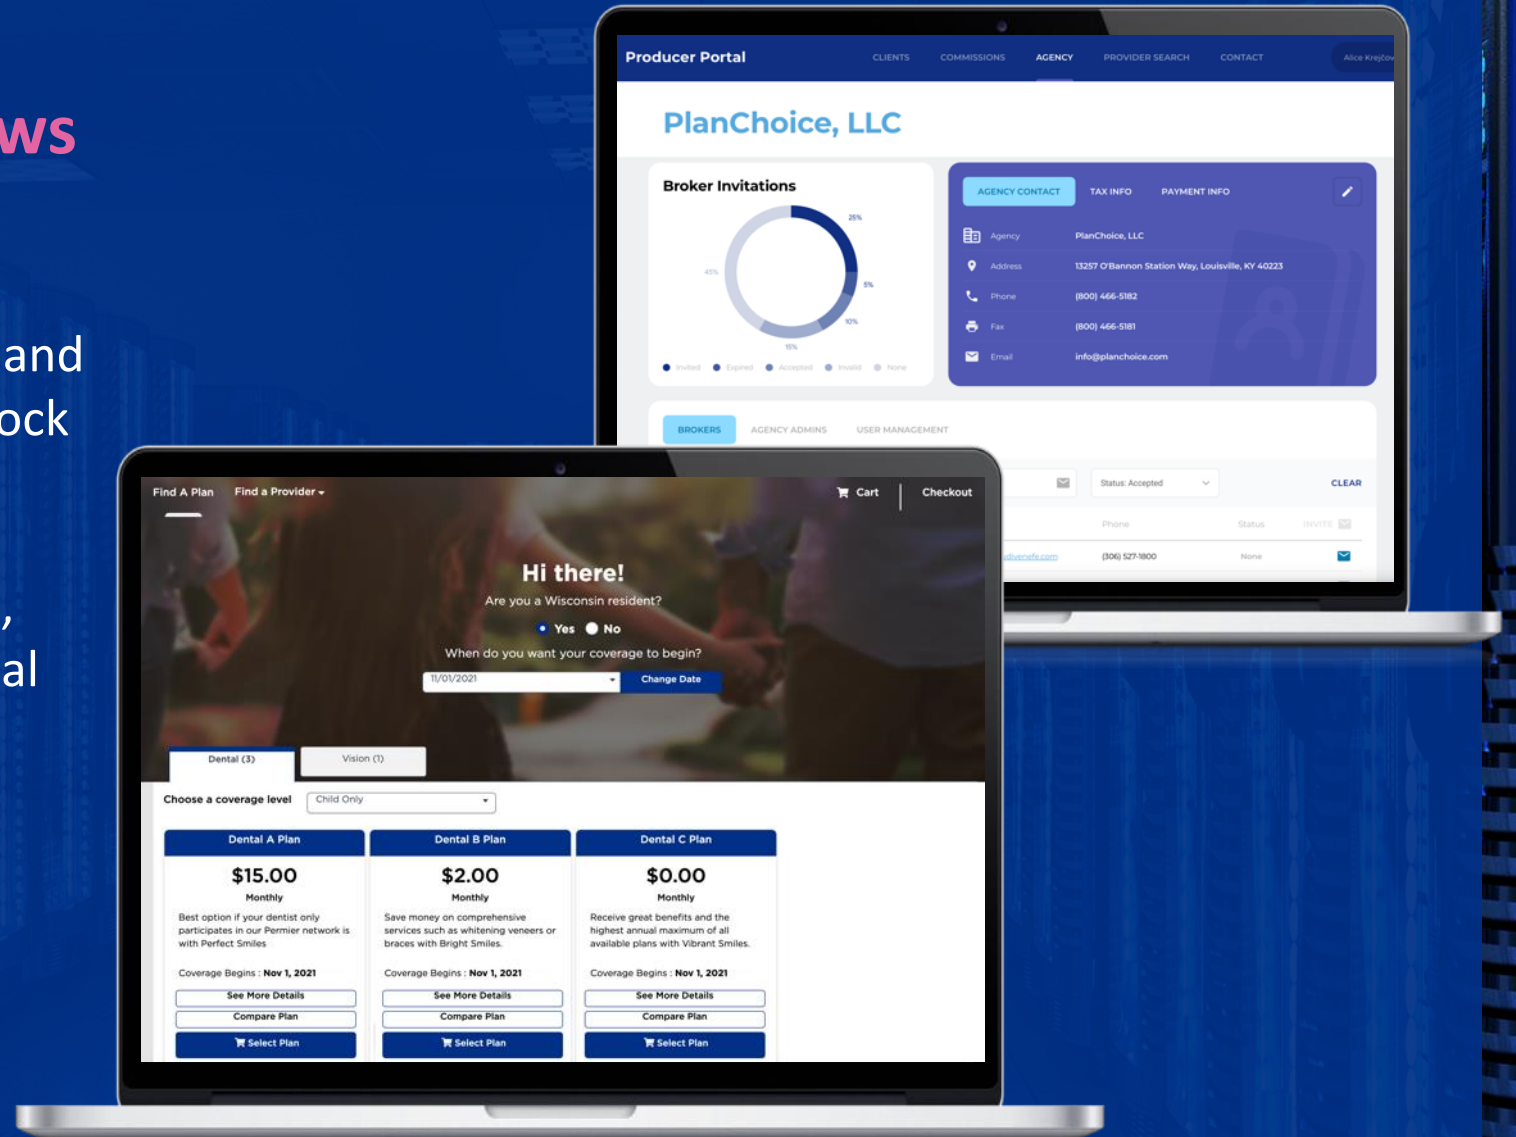 ws
and
ock
,
al
Producer Portal CLIENTS COMMISSIONS AGENCY PROVIDER SEARCH CONTACT Alice Krejčov
PlanChoice, LLC
Broker Invitations
25%
5%
10%
15%
45%
Invited Expired Accepted Invalid None
AGENCY CONTACT TAX INFO PAYMENT INFO
Agency PlanChoice, LLC
Address 13257 O'Bannon Station Way, Louisville, KY 40223
Phone (800) 466-5182
Fax (800) 466-5181
Email info@planchoice.com
BROKERS AGENCY ADMINS USER MANAGEMENT
Status: Accepted CLEAR
Phone Status INVITE
(306) 527-1800 None
Find A Plan Find a Provider Cart Checkout
Hi there!
Are you a Wisconsin resident?
Yes No
When do you want your coverage to begin?
11/01/2021 Change Date
Dental (3) Vision (1)
Choose a coverage level Child Only
Dental A Plan
$15.00
Monthly
Best option if your dentist only
participates in our Permier network is
with Perfect Smiles
Coverage Begins : Nov 1, 2021
See More Details
Compare Plan
Select Plan
Dental B Plan
$2.00
Monthly
Save money on comprehensive
services such as whitening veneers or
braces with Bright Smiles.
Coverage Begins : Nov 1, 2021
See More Details
Compare Plan
Select Plan
Dental C Plan
$0.00
Monthly
Receive great benefits and the
highest annual maximum of all
available plans with Vibrant Smiles.
Coverage Begins : Nov 1, 2021
See More Details
Compare Plan
Select Plan